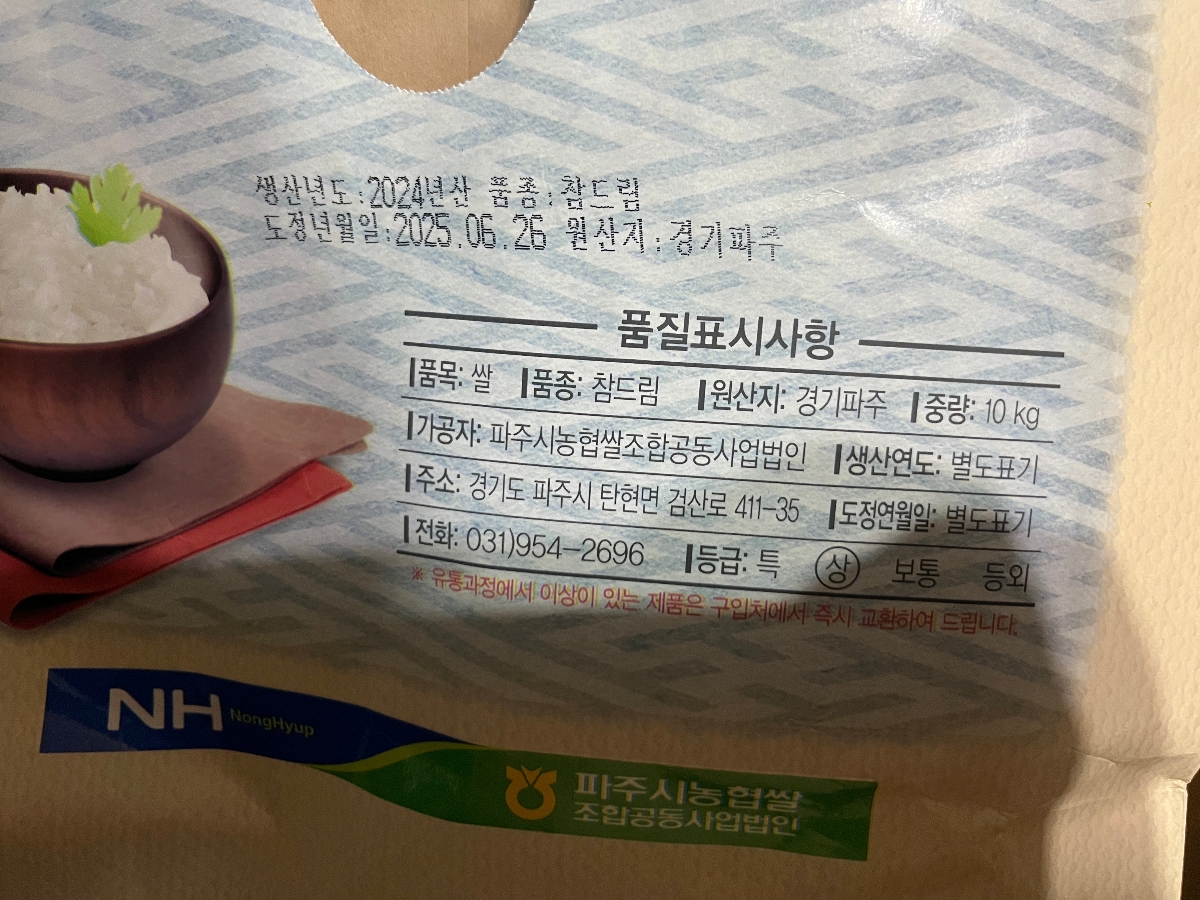 생산년도:2024년산 품종:참드림
도정년월일:2025.06.26 원산지:경기파주
품질표시사항
품목: 쌀 품종: 참드림 원산지: 경기파주 중량: 10 kg
가공자: 파주시농협쌀조합공동사업법인 생산연도: 별도표기
주소: 경기도 파주시 탄현면 검산로 411-35 도정연월일: 별도표기
전화: 031)954-2696 등급: 특 상 보통 등외
※ 유통과정에서 이상이 있는 제품은 구입처에서 즉시 교환하여 드립니다.
NH NongHyup
파주시농협쌀
조합공동사업법인